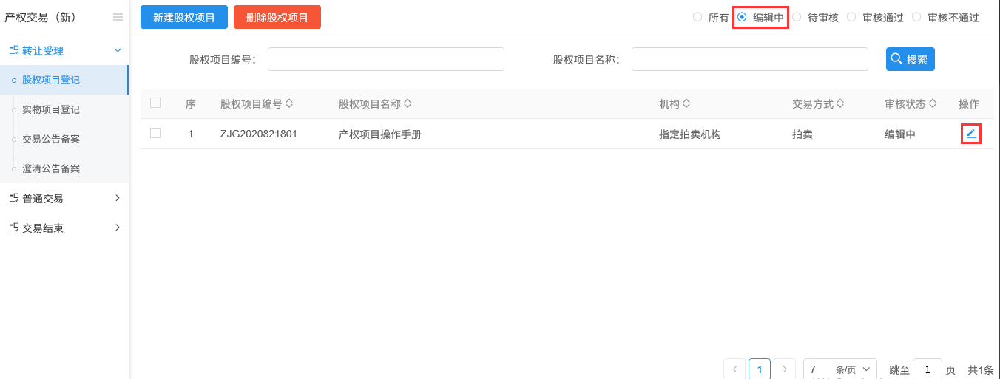 产权交易（新）
转让受理
股权项目登记
实物项目登记
交易公告备案
澄清公告备案
普通交易
交易结束
新建股权项目 删除股权项目 所有 编辑中 待审核 审核通过 审核不通过
股权项目编号： 股权项目名称： 搜索
序 股权项目编号 股权项目名称 机构 交易方式 审核状态 操作
1 ZJG2020821801 产权项目操作手册 指定拍卖机构 拍卖 编辑中
1 7 条/页 跳至 1 页 共1条